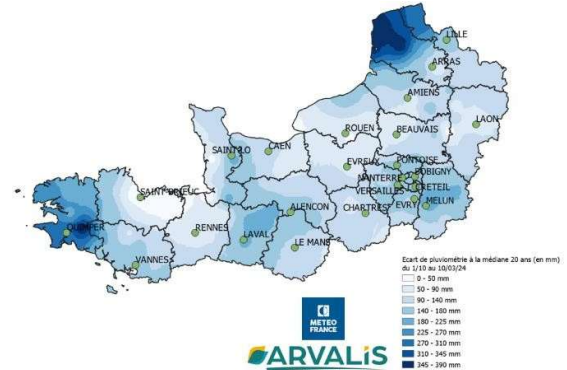 LILLE
ARRAS
AMIENS
LAON
ROUEN
BEAUVAIS
SAINT-LO
CAEN
EVREUX
PONTOISE
BOBIGNY
NANTERRE
CRETEIL
VERSAILLES
SAINT-BRIEUC
ALENCON
CHARTRES
EVRY
MELUN
QUIMPER
RENNES
LAVAL
LE MANS
VANNES
Ecart de pluviométrie à la médiane 20 ans (en mm)
du 1/10 au 10/03/24
0 - 50 mm
50 - 90 mm
90 - 140 mm
140 - 180 mm
180 - 225 mm
225 - 270 mm
270 - 310 mm
310 - 345 mm
345 - 390 mm
METEO
FRANCE
ARVALIS